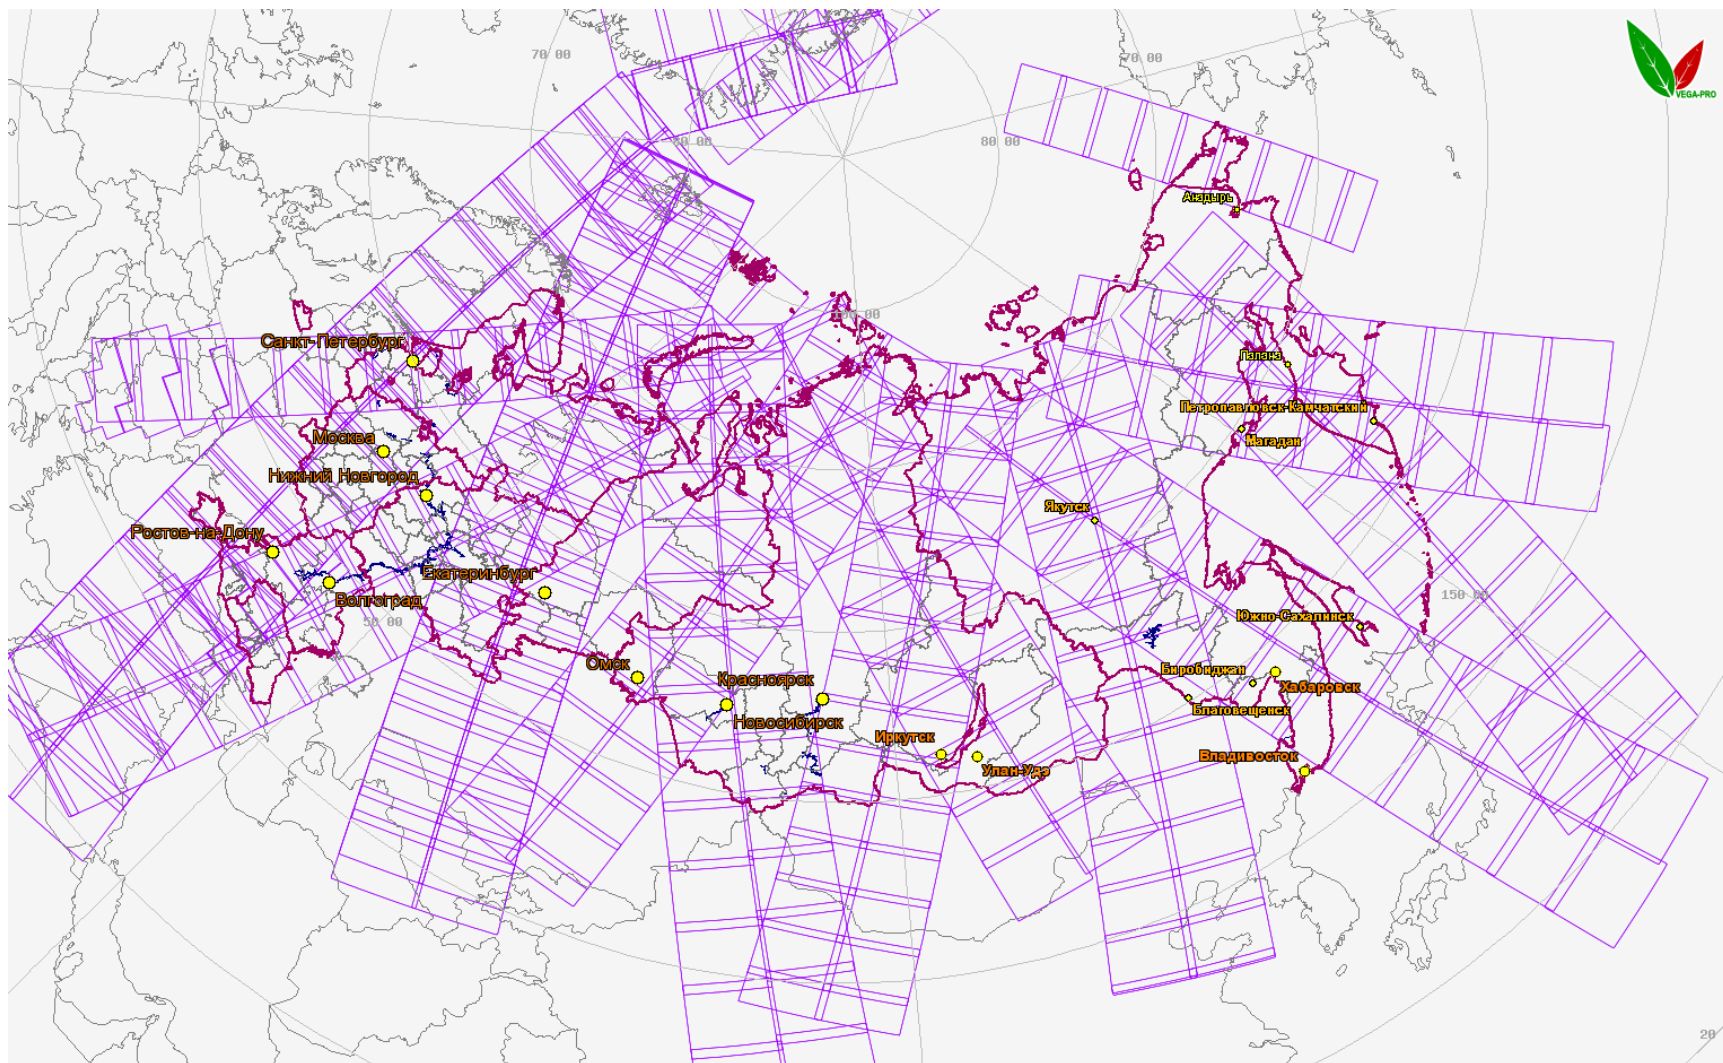 70 00
70 00
VEGA-PRO
80 00
80 00
Анадырь
100 00
Санкт-Петербург
Палана
Петропавловск-Камчатский
Магадан
Москва
Нижний Новгород
Якутск
Ростов-на-Дону
Екатеринбург
Волгоград
50 00
150 00
Южно-Сахалинск
Омск
Красноярск
Биробиджан
Хабаровск
Новосибирск
Благовещенск
Иркутск
Улан-Удэ
Владивосток
20